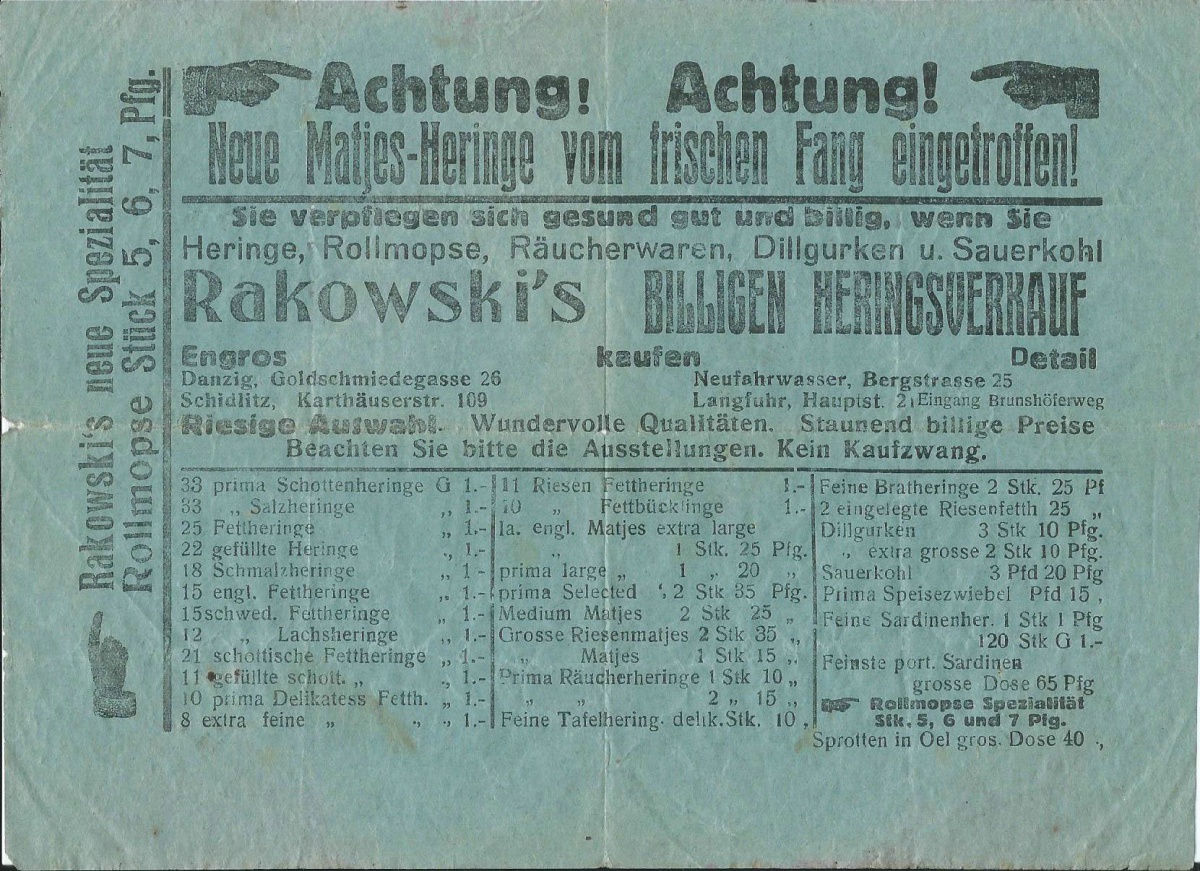 Rakowski's neue Spezialität
Rollmopse Stück 5, 6, 7, Pfg.
Achtung! Achtung!
Neue Matjes-Heringe vom frischen Fang eingetroffen!
Sie verpflegen sich gesund gut und billig, wenn Sie
Heringe, Rollmopse, Räucherwaren, Dillgurken u. Sauerkohl
Rakowski's BILLIGEN HERINGSVERKAUF
Engros kaufen Detail
Danzig, Goldschmiedegasse 26 Neufahrwasser, Bergstrasse 25
Schidlitz, Karthäuserstr. 109 Langfuhr, Hauptst. 2, Eingang Brunshöferweg
Riesige Auswahl. Wundervolle Qualitäten. Staunend billige Preise
Beachten Sie bitte die Ausstellungen. Kein Kaufzwang.
33 prima Schottenheringe G 1.-
33 „ Salzheringe „ 1.-
25 Fettheringe „ 1.-
22 gefüllte Heringe „ 1.-
18 Schmalzheringe „ 1.-
15 engl. Fettheringe „ 1.-
15 schwed. Fettheringe „ 1.-
12 „ Lachsheringe „ 1.-
21 schottische Fettheringe „ 1.-
11 gefüllte schott. „ „ 1.-
10 prima Delikatess Fetth. „ 1.-
8 extra feine „ „ „ 1.-
11 Riesen Fettheringe 1.-
10 „ Fettbücklinge 1.-
la. engl. Matjes extra large
„ 1 Stk. 25 Pfg.
prima large „ 1 „ 20 „
prima Selected „ 2 Stk 35 Pfg.
Medium Matjes 2 Stk 25 „
Grosse Riesenmatjes 2 Stk 35 „
„ Matjes 1 Stk 15 „
Prima Räucherheringe 1 Stk 10 „
„ „ 2 „ 15 „
Feine Tafelhering. delik. Stk. 10 „
Feine Bratheringe 2 Stk. 25 Pf
2 eingelegte Riesenfetth 25 „
Dillgurken 3 Stk 10 Pfg.
„ extra grosse 2 Stk 10 Pfg.
Sauerkohl 3 Pfd 20 Pfg
Prima Speisezwiebel Pfd 15 ,
Feine Sardinenher. 1 Stk 1 Pfg
120 Stk G 1.-
Feinste port. Sardinen
grosse Dose 65 Pfg
Rollmopse Spezialität
Stk. 5, 6 und 7 Pfg.
Sprotten in Oel gros. Dose 40 „